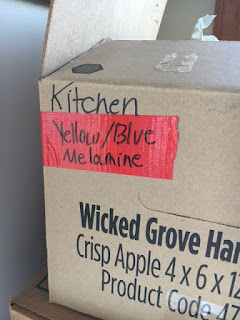 Kitchen
Yellow/Blue
Melamine
Wicked Grove Har
Crisp Apple 4 x 6 x 12
Product Code 47